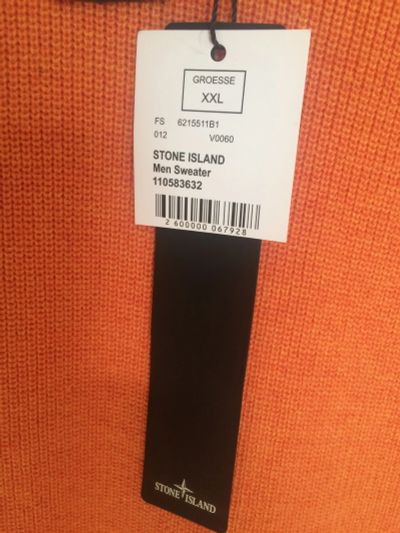 GROESSE
XXL
FS 6215511B1
012 V0060
STONE ISLAND
Men Sweater
110583632
2 600000 067928
STONE ISLAND